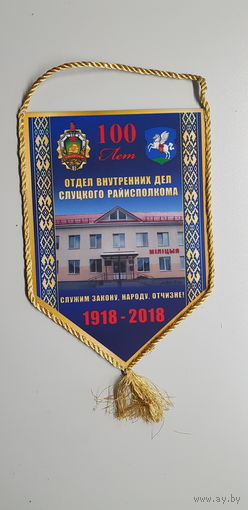 100
Лет
ОТДЕЛ ВНУТРЕННИХ ДЕЛ
СЛУЦКОГО РАЙИСПОЛКОМА
МІЛІЦЫЯ
СЛУЖИМ ЗАКОНУ, НАРОДУ, ОТЧИЗНЕ!
1918 - 2018
www.ay.by